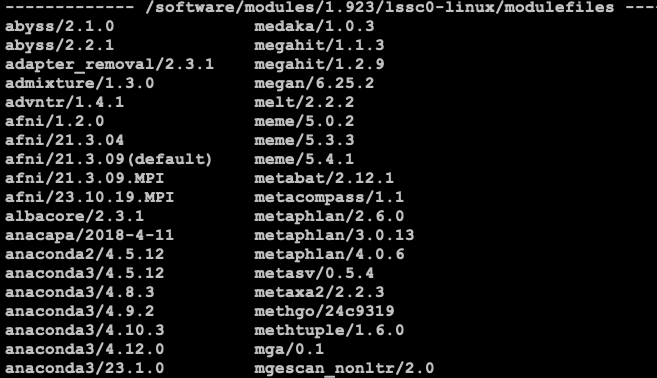 ------------- /software/modules/1.923/lssc0-linux/modulefiles ----
abyss/2.1.0 medaka/1.0.3
abyss/2.2.1 megahit/1.1.3
adapter_removal/2.3.1 megahit/1.2.9
admixture/1.3.0 megan/6.25.2
advntr/1.4.1 melt/2.2.2
afni/1.2.0 meme/5.0.2
afni/21.3.04 meme/5.3.3
afni/21.3.09(default) meme/5.4.1
afni/21.3.09.MPI metabat/2.12.1
afni/23.10.19.MPI metacompass/1.1
albacore/2.3.1 metaphlan/2.6.0
anacapa/2018-4-11 metaphlan/3.0.13
anaconda2/4.5.12 metaphlan/4.0.6
anaconda3/4.5.12 metasv/0.5.4
anaconda3/4.8.3 metaxa2/2.2.3
anaconda3/4.9.2 methgo/24c9319
anaconda3/4.10.3 methtuple/1.6.0
anaconda3/4.12.0 mga/0.1
anaconda3/23.1.0 mgescan_nonltr/2.0